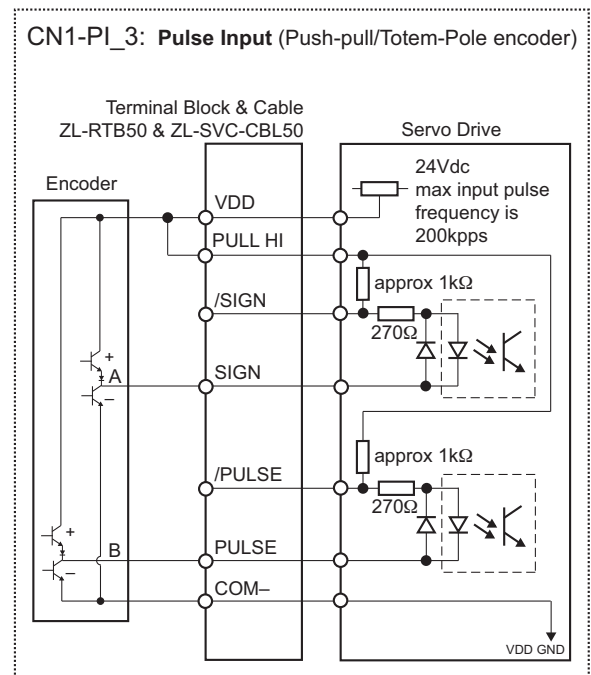 CN1-PI_3: Pulse Input (Push-pull/Totem-Pole encoder)
Terminal Block & Cable
ZL-RTB50 & ZL-SVC-CBL50
Servo Drive
Encoder
24Vdc
max input pulse
frequency is
200kpps
VDD
PULL HI
approx 1kΩ
/SIGN
270Ω
+
A
–
SIGN
approx 1kΩ
/PULSE
270Ω
+
B
–
PULSE
COM–
VDD GND